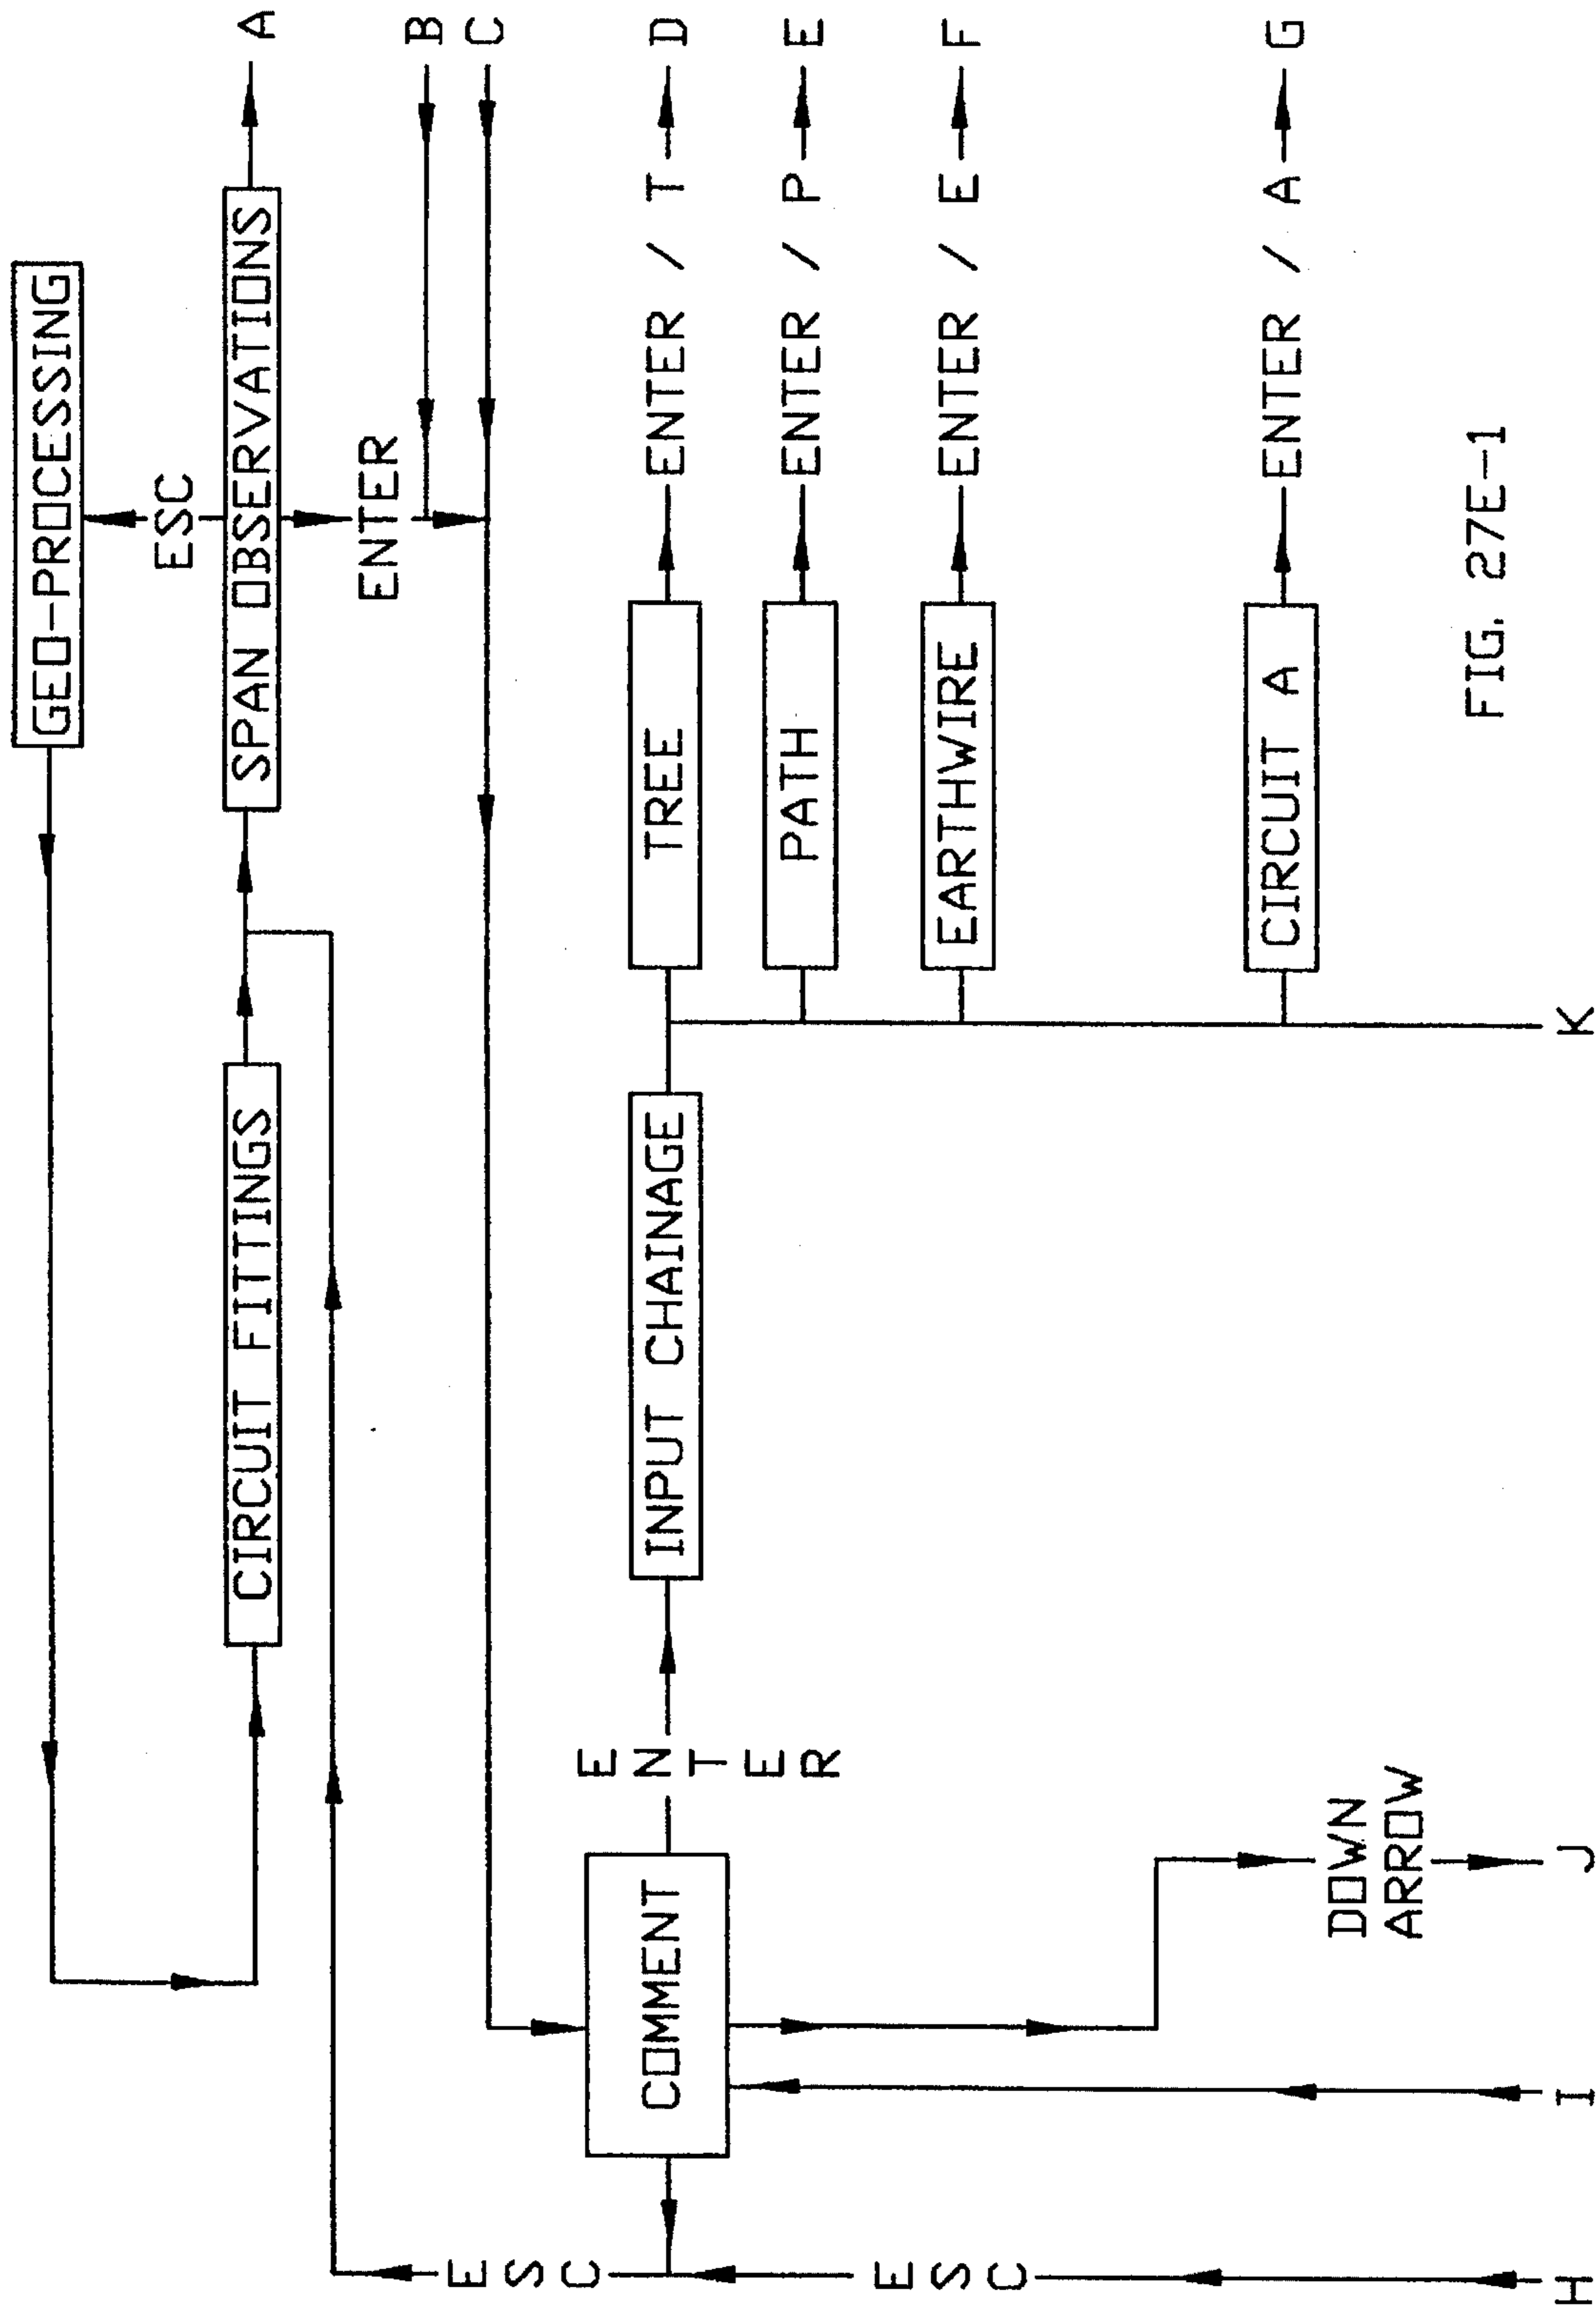 GEO-PROCESSING
ESC
CIRCUIT FITTINGS
SPAN OBSERVATIONS
A
ENTER
B
C
ESC
COMMENT
ENTER
INPUT CHAINAGE
TREE
ENTER / T
D
PATH
ENTER / P
E
EARTHWIRE
ENTER / E
F
ESC
CIRCUIT A
ENTER / A
G
DOWN
ARROW
H
I
J
K
FIG. 27E-1